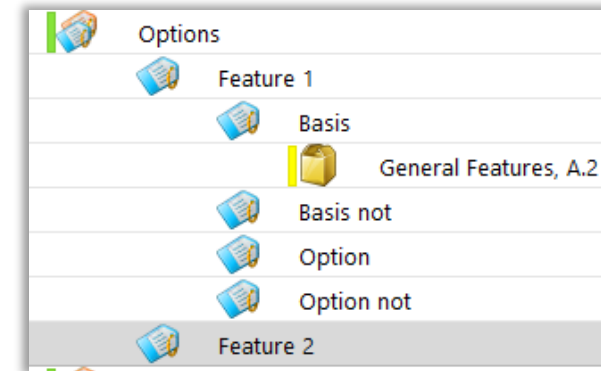 Options
Feature 1
Basis
General Features, A.2
Basis not
Option
Option not
Feature 2